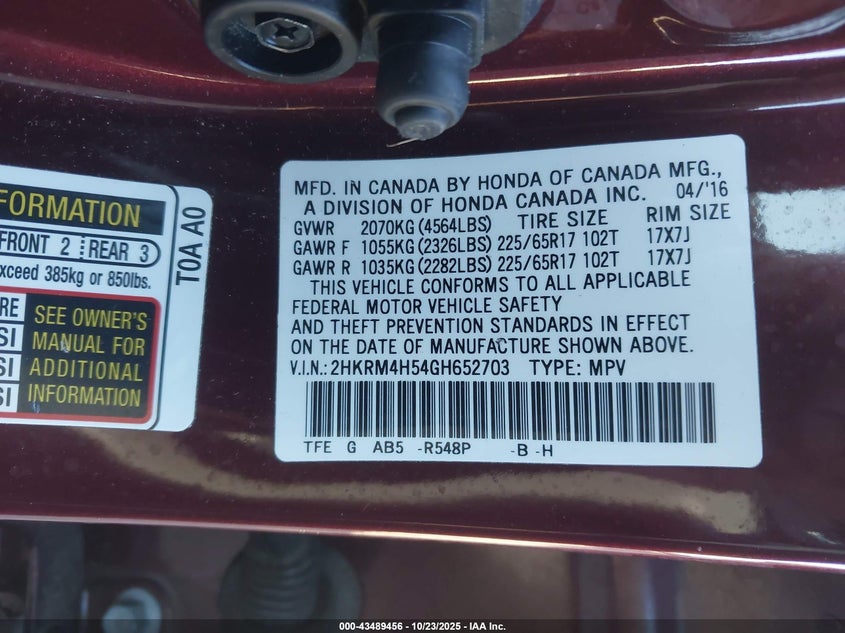 FORMATION
FRONT 2 REAR 3
exceed 385kg or 850lbs.
RE
SI
SI
SI
SEE OWNER'S
MANUAL FOR
ADDITIONAL
INFORMATION
T0A A0
MFD. IN CANADA BY HONDA OF CANADA MFG.,
A DIVISION OF HONDA CANADA INC. 04/'16
GVWR 2070KG (4564LBS) TIRE SIZE RIM SIZE
GAWR F 1055KG (2326LBS) 225/65R17 102T 17X7J
GAWR R 1035KG (2282LBS) 225/65R17 102T 17X7J
THIS VEHICLE CONFORMS TO ALL APPLICABLE
FEDERAL MOTOR VEHICLE SAFETY
AND THEFT PREVENTION STANDARDS IN EFFECT
ON THE DATE OF MANUFACTURE SHOWN ABOVE.
V.I.N.: 2HKRM4H54GH652703 TYPE: MPV
TFE G AB5 -R548P -B -H
000-43489456 - 10/23/2025 - IAA Inc.